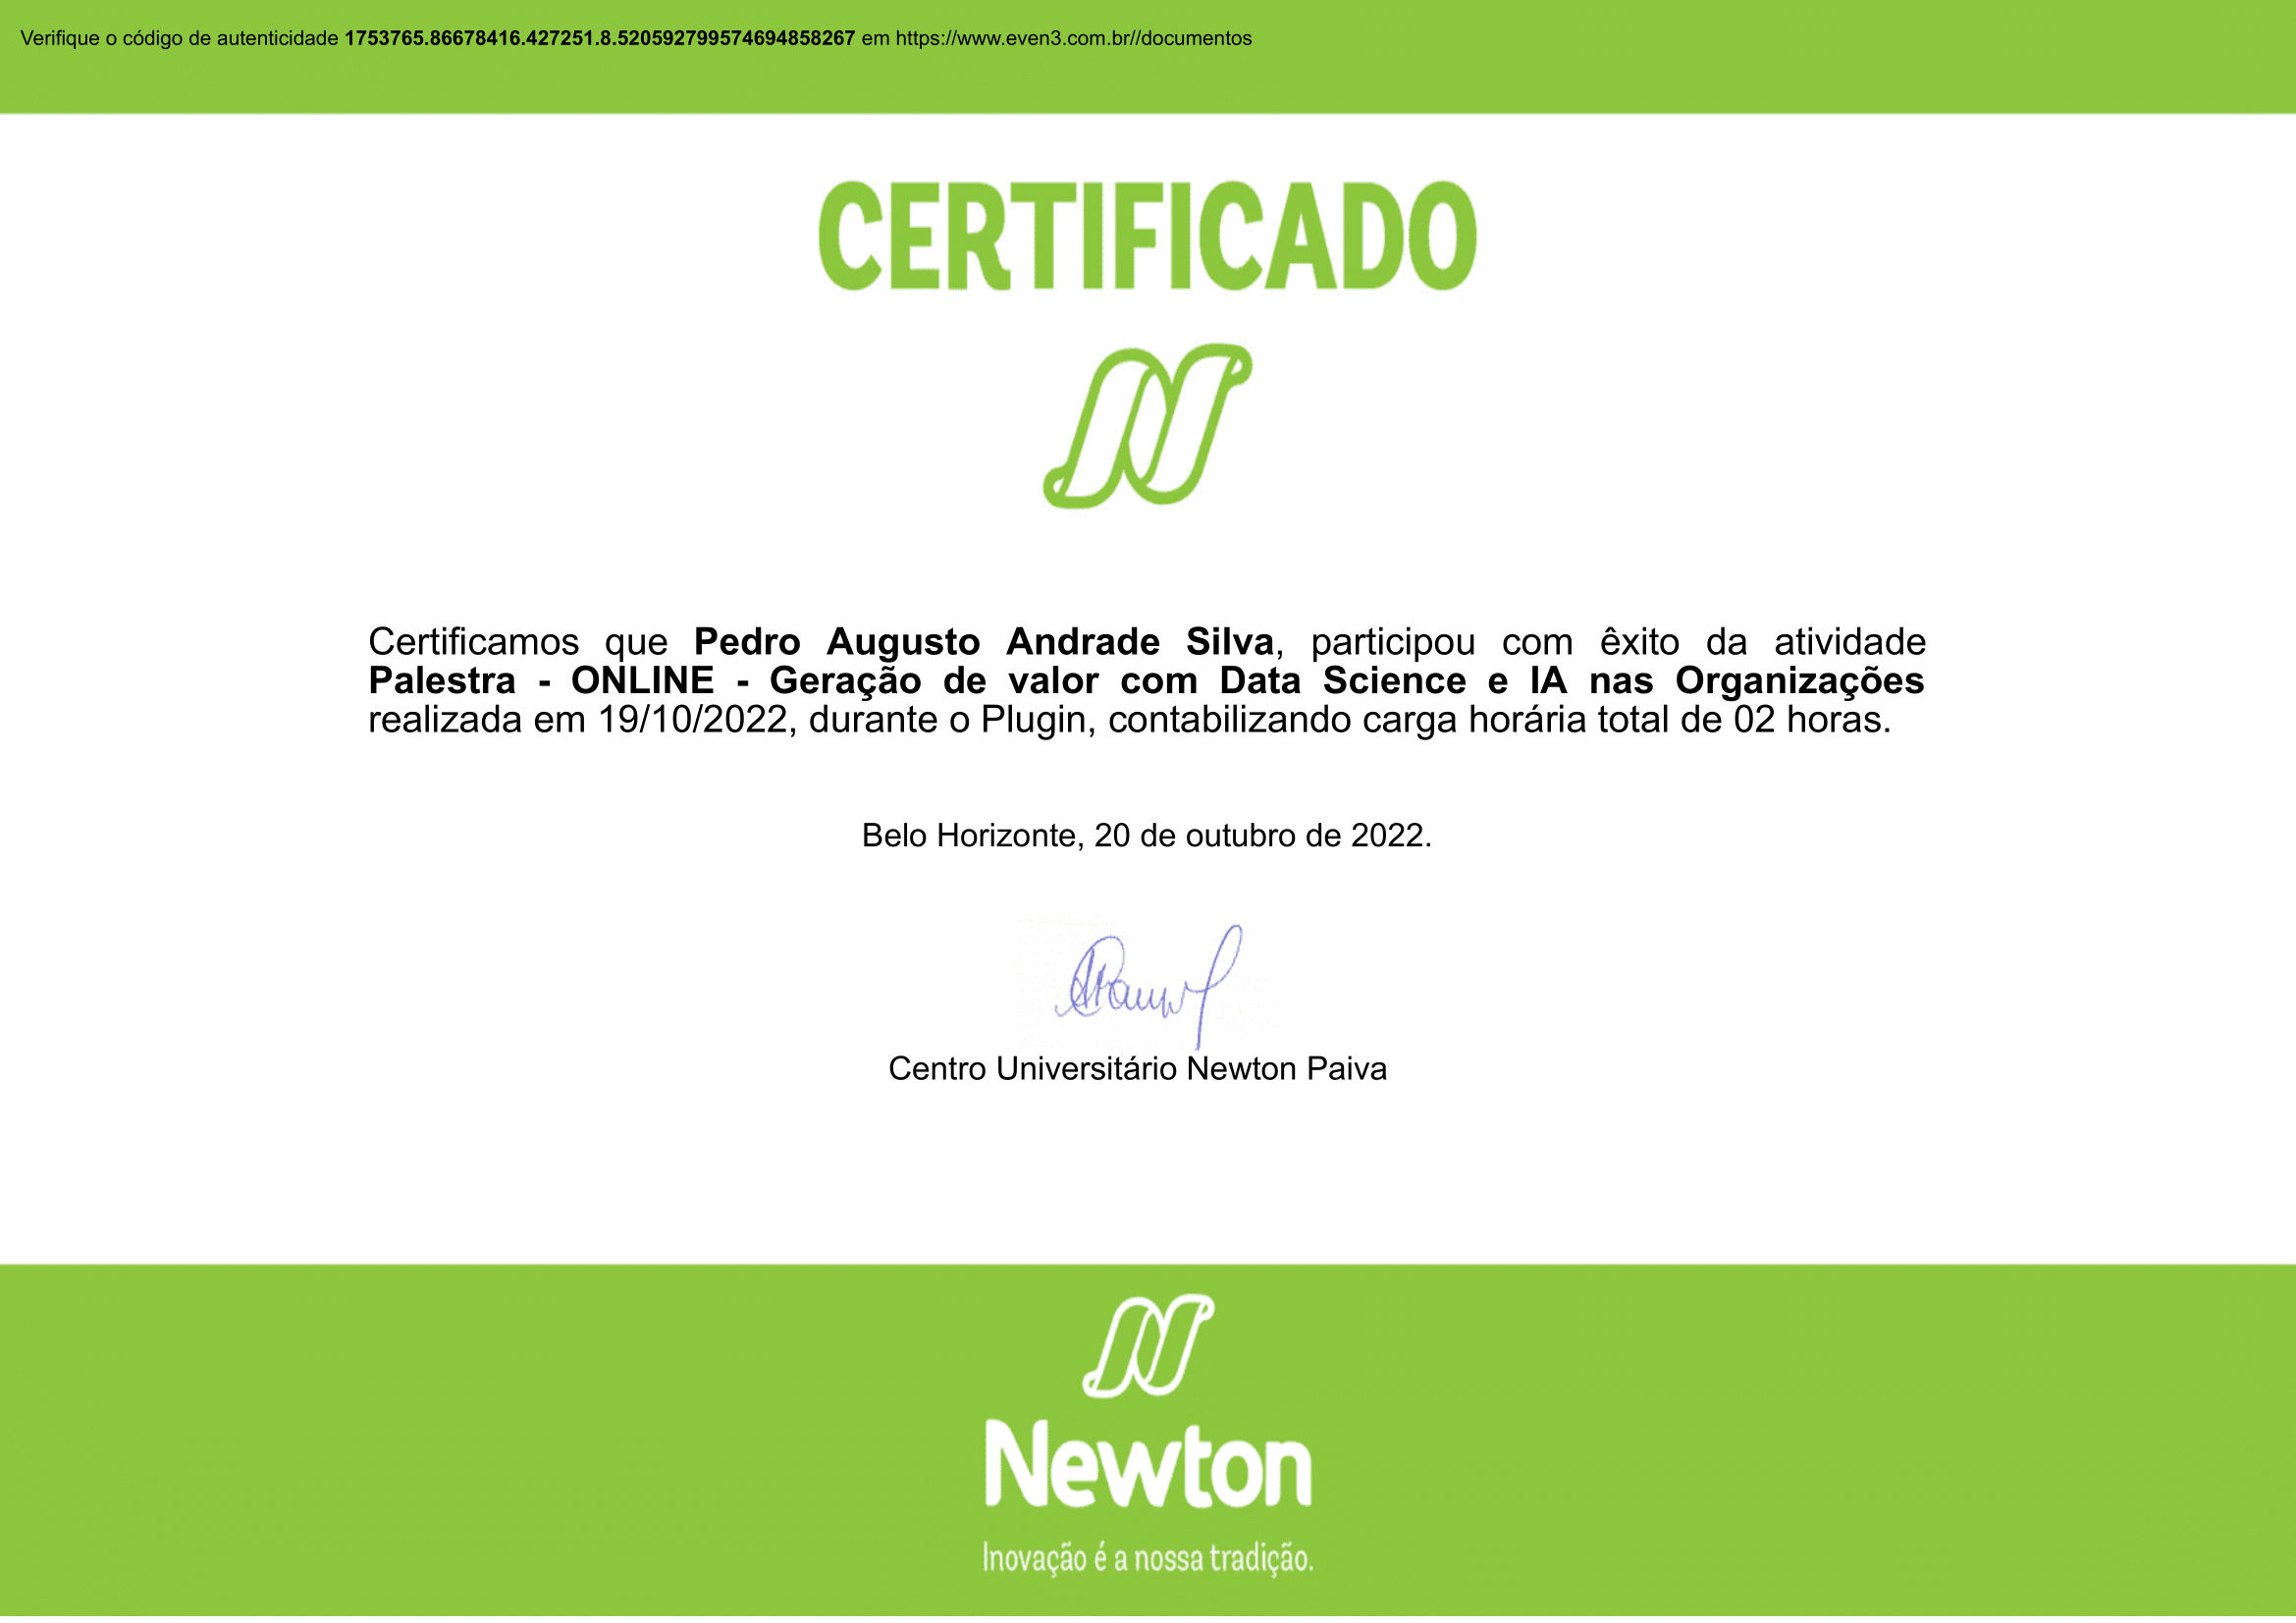 Verifique o código de autenticidade 1753765.86678416.427251.8.520592799574694858267 em https://www.even3.com.br//documentos
CERTIFICADO
Certificamos que Pedro Augusto Andrade Silva, participou com êxito da atividade
Palestra - ONLINE - Geração de valor com Data Science e IA nas Organizações
realizada em 19/10/2022, durante o Plugin, contabilizando carga horária total de 02 horas.
Belo Horizonte, 20 de outubro de 2022.
Centro Universitário Newton Paiva
Newton
Inovação é a nossa tradição.